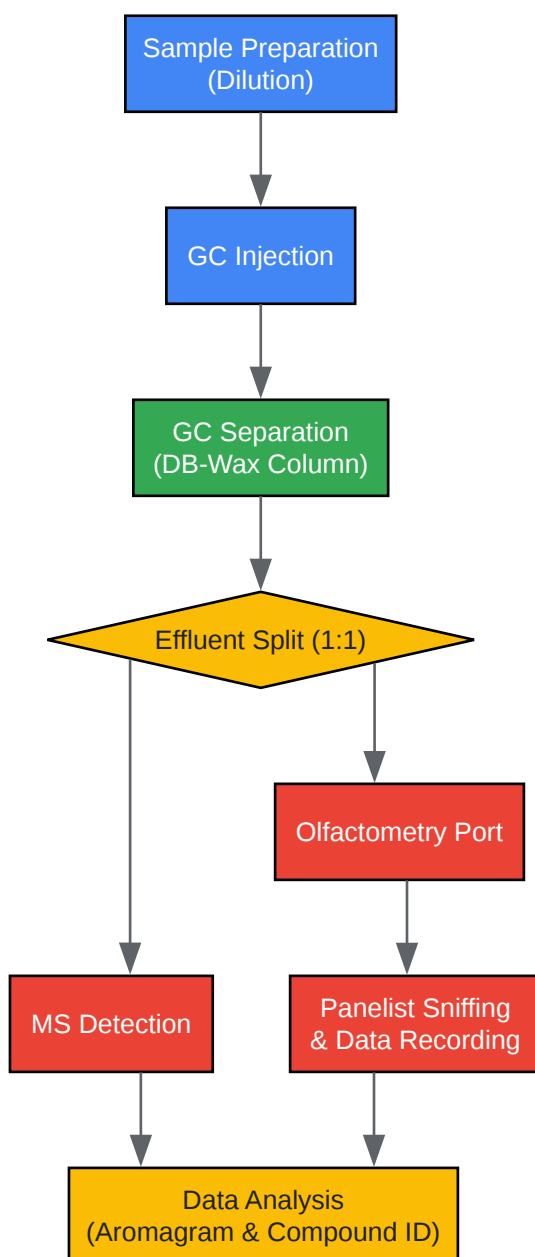 Sample Preparation
(Dilution)
GC Injection
GC Separation
(DB-Wax Column)
Effluent Split (1:1)
Olfactometry Port
MS Detection
Panelist Sniffing
& Data Recording
Data Analysis
(Aromagram & Compound ID)